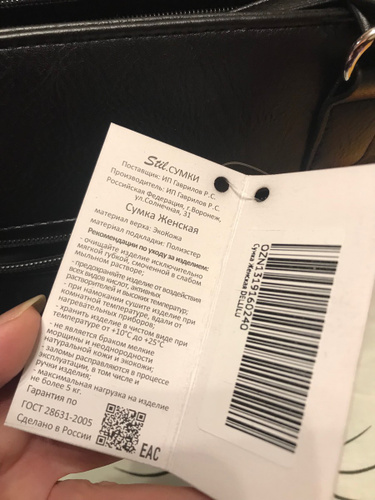 Stil.СУМКИ
Поставщик: ИП Гаврилов Р.С.
Производитель: ИП Гаврилов Р.С.
Российская Федерация, г.Воронеж,
ул.Солнечная, 31
Сумка Женская
материал верха: ЭкоКожа
материал подкладки: Полиэстер
Рекомендации по уходу за изделием:
- очищайте изделие исключительно
мягкой губкой, смоченной в слабом
мыльном растворе;
- предохраняйте изделие от воздействия
всех видов кислот, активных
растворителей и высоких температур;
- при намокании сушите изделие при
комнатной температуре, вдали от
нагревательных приборов;
- хранить изделие в чистом виде при
температуре от +10°C до +25°C
- не является браком мелкие
морщины и неоднородности
натуральной кожи и экокожи;
- заломы расправляются в процессе
эксплуатации, в том числе и
ручки изделия;
- максимальная нагрузка на изделие
не более 5 кг.
Гарантия по
ГОСТ 28631-2005
Сделано в России
EAC
OZN1219160240
Сумка Женская DELILLU